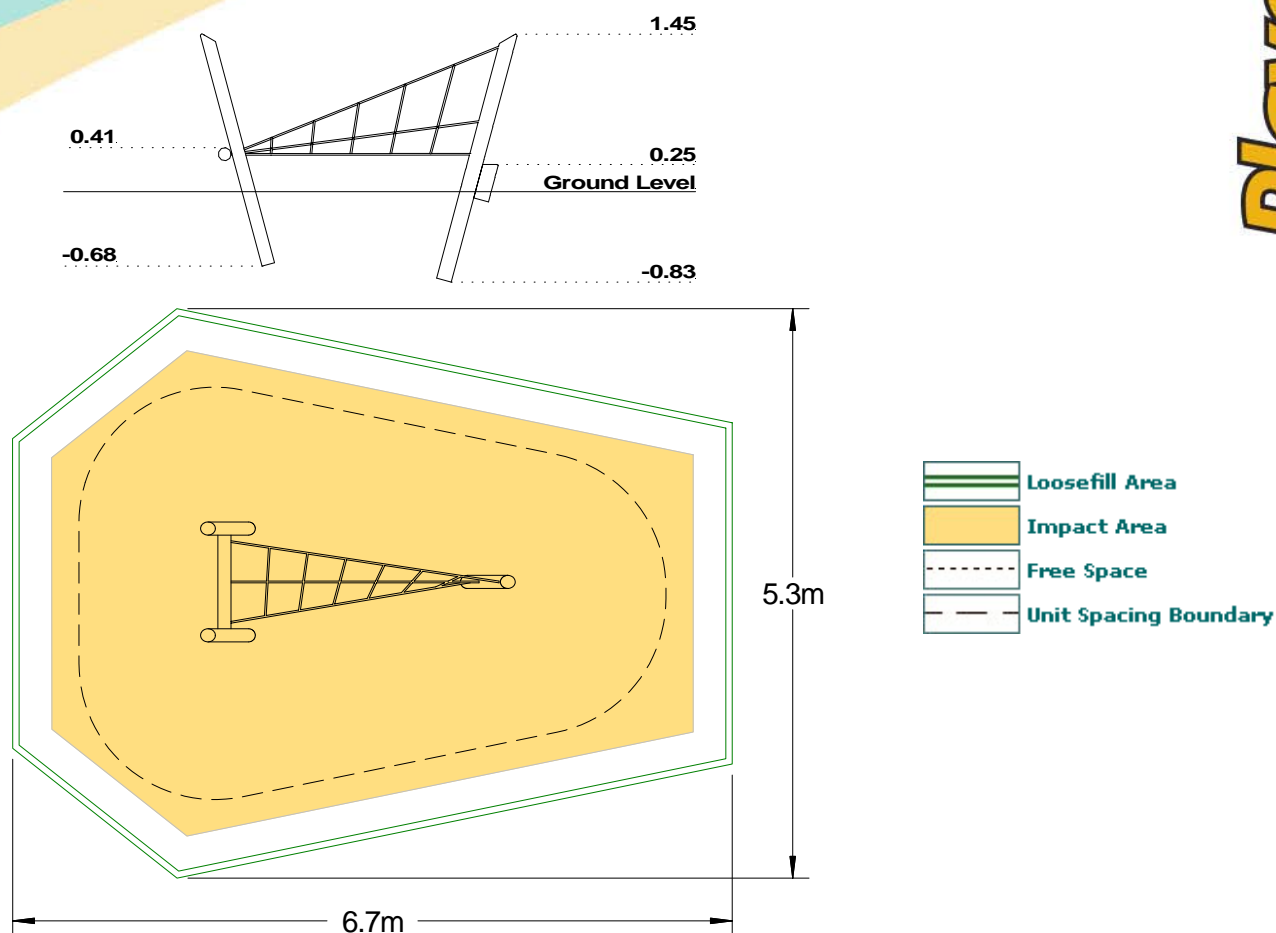 1.45
0.41
0.25
Ground Level
-0.68
-0.83
5.3m
6.7m
Loosefill Area
Impact Area
Free Space
Unit Spacing Boundary